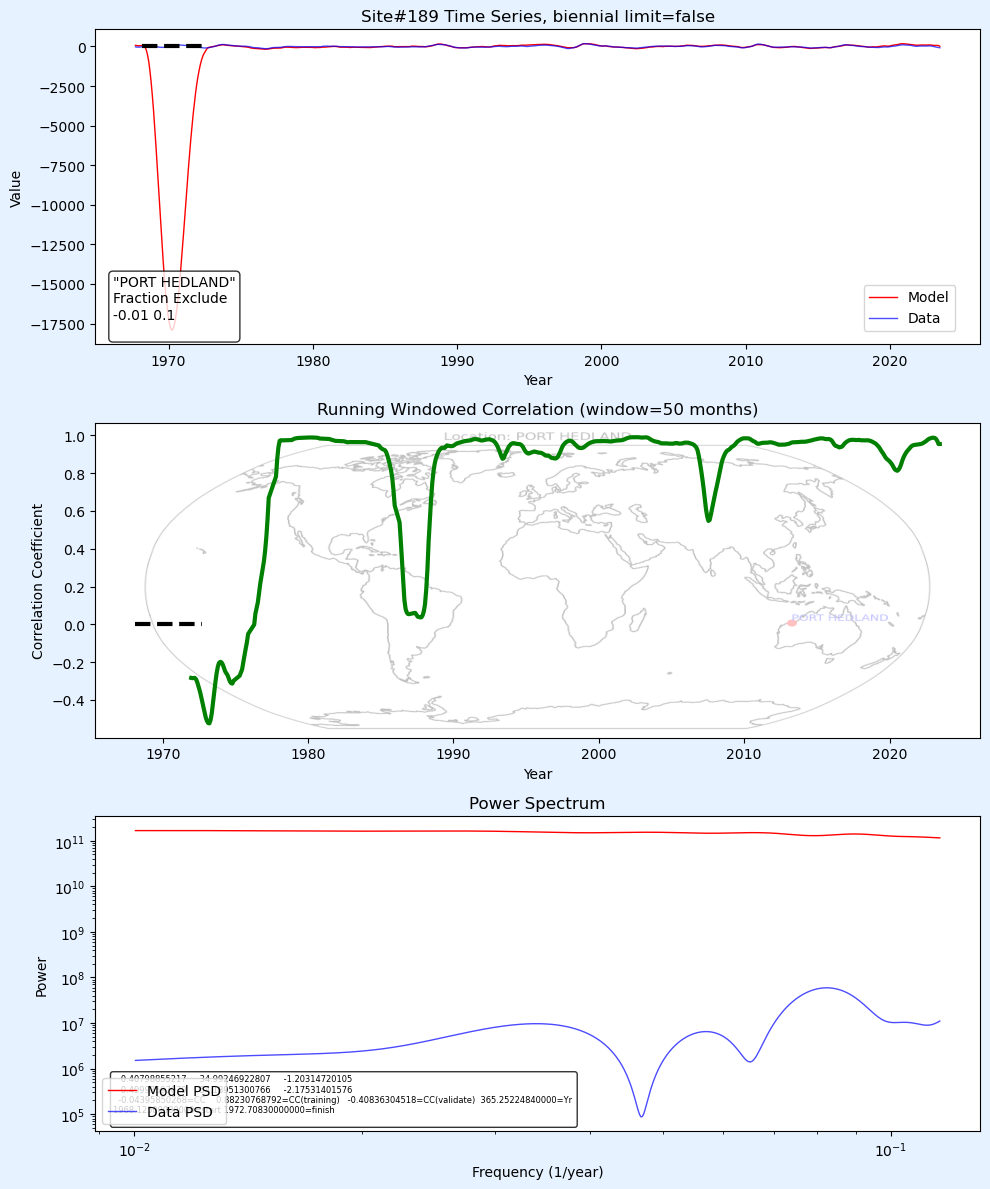 Site#189 Time Series, biennial limit=false
Value
0
−2500
−5000
−7500
−10000
−12500
−15000
−17500
"PORT HEDLAND"
Fraction Exclude
-0.01 0.1
Model
Data
1970 1980 1990 2000 2010 2020
Year
Running Windowed Correlation (window=50 months)
Location: PORT HEDLAND
Correlation Coefficient
1.0
0.8
0.6
0.4
0.2
0.0
−0.2
−0.4
PORT HEDLAND
1970 1980 1990 2000 2010 2020
Year
Power Spectrum
Power
10^11
10^10
10^9
10^8
10^7
10^6
10^5
-1.20314720105
-2.17531401576
Model PSD
-0.40836304518=CC(validate) 365.25224840000=Yr
Data PSD
1972.70830000000=finish
10^−2 10^−1
Frequency (1/year)